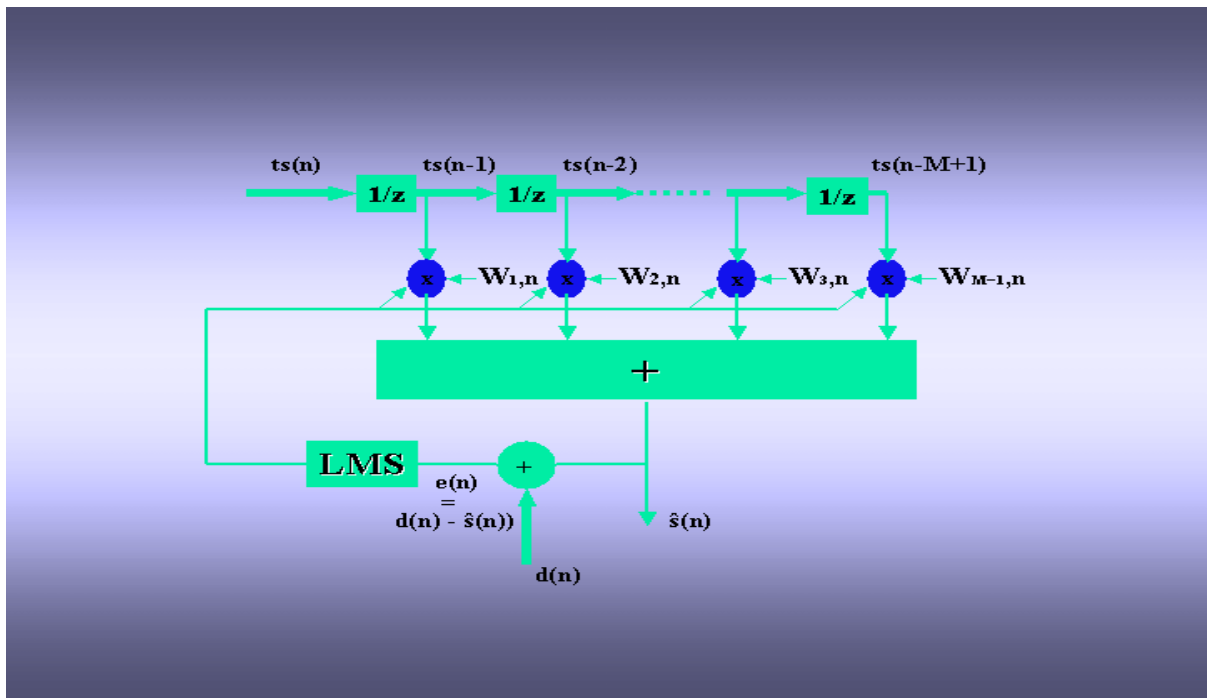 ts(n) ts(n-1) ts(n-2) ts(n-M+1)
1/z 1/z 1/z
x W1,n x W2,n x W3,n x WM-1,n
+
LMS +
e(n)
=
d(n) - ŝ(n)) ŝ(n)
d(n)